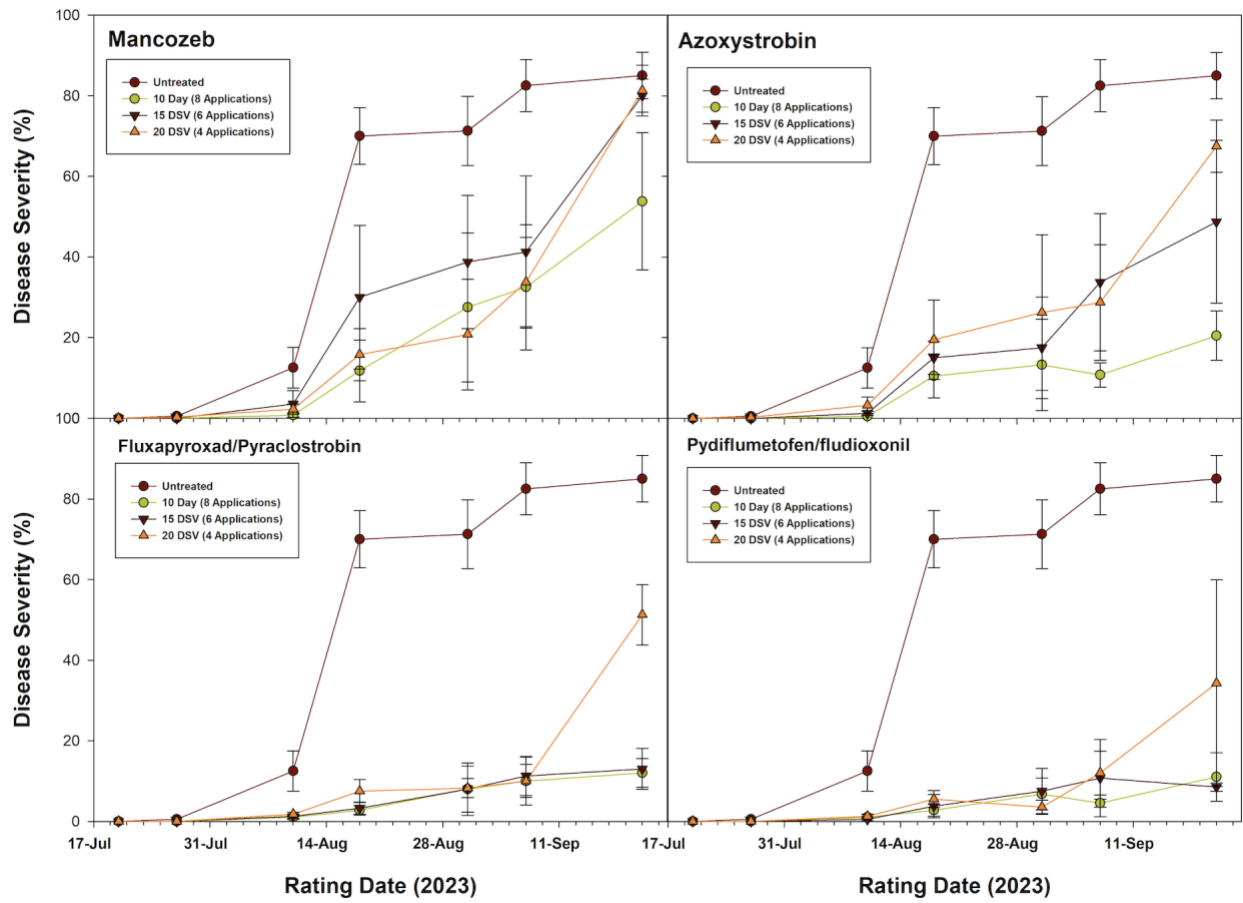 Mancozeb
Untreated
10 Day (8 Applications)
15 DSV (6 Applications)
20 DSV (4 Applications)
100
80
60
40
20
Disease Severity (%)
Azoxystrobin
Untreated
10 Day (8 Applications)
15 DSV (6 Applications)
20 DSV (4 Applications)
Fluxapyroxad/Pyraclostrobin
Untreated
10 Day (8 Applications)
15 DSV (6 Applications)
20 DSV (4 Applications)
100
80
60
40
20
0
Disease Severity (%)
17-Jul
31-Jul
14-Aug
28-Aug
11-Sep
Rating Date (2023)
Pydiflumetofen/fludioxonil
Untreated
10 Day (8 Applications)
15 DSV (6 Applications)
20 DSV (4 Applications)
17-Jul
31-Jul
14-Aug
28-Aug
11-Sep
Rating Date (2023)